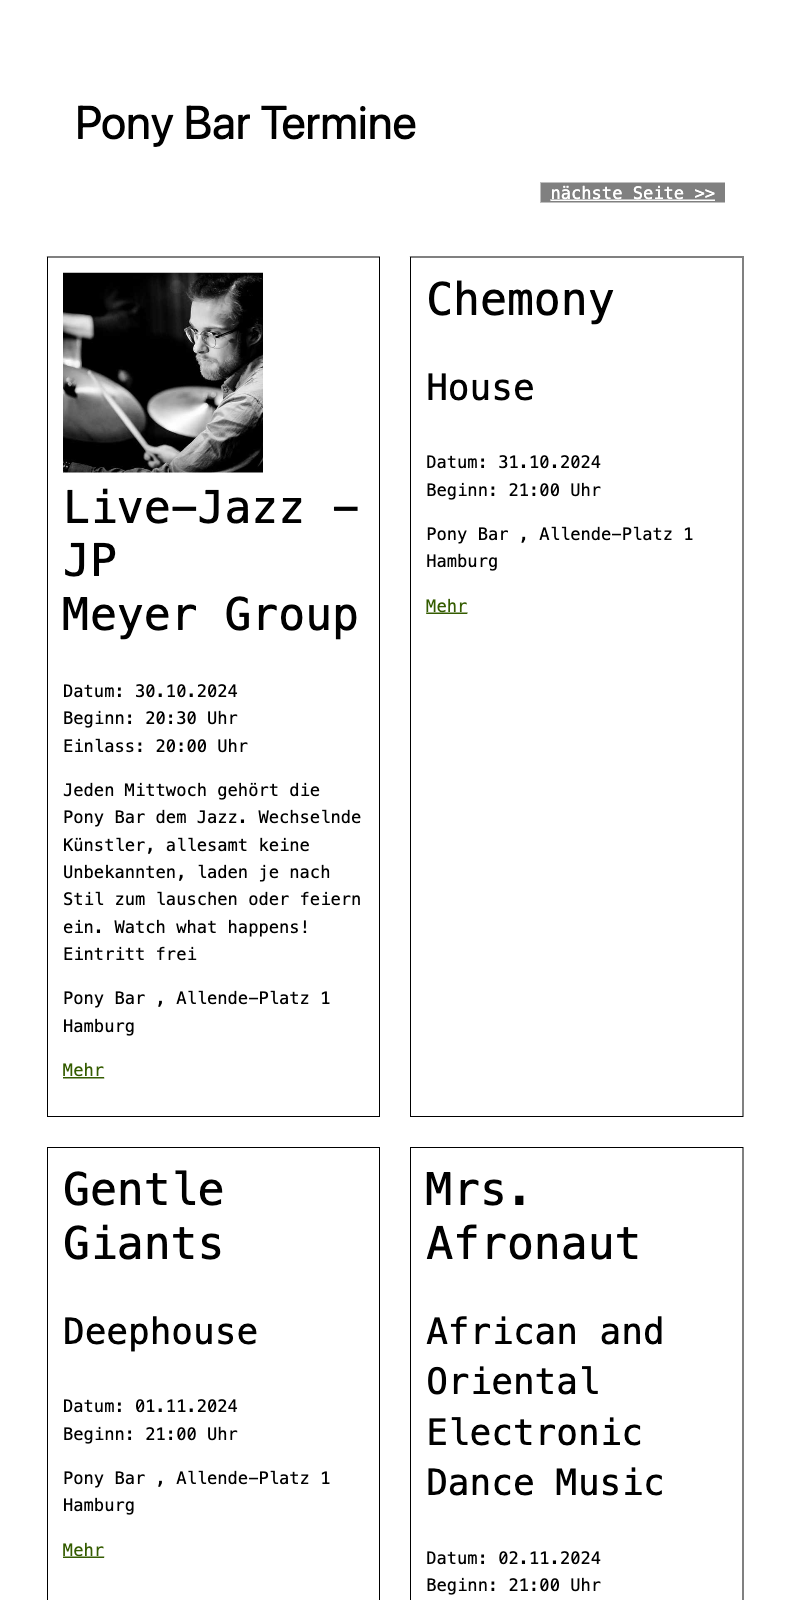 Pony Bar Termine
nächste Seite >>
Live-Jazz -
JP
Meyer Group
Datum: 30.10.2024
Beginn: 20:30 Uhr
Einlass: 20:00 Uhr
Jeden Mittwoch gehört die
Pony Bar dem Jazz. Wechselnde
Künstler, allesamt keine
Unbekannten, laden je nach
Stil zum lauschen oder feiern
ein. Watch what happens!
Eintritt frei
Pony Bar , Allende-Platz 1
Hamburg
Mehr
Chemony
House
Datum: 31.10.2024
Beginn: 21:00 Uhr
Pony Bar , Allende-Platz 1
Hamburg
Mehr
Gentle
Giants
Deephouse
Datum: 01.11.2024
Beginn: 21:00 Uhr
Pony Bar , Allende-Platz 1
Hamburg
Mehr
Mrs.
Afronaut
African and
Oriental
Electronic
Dance Music
Datum: 02.11.2024
Beginn: 21:00 Uhr